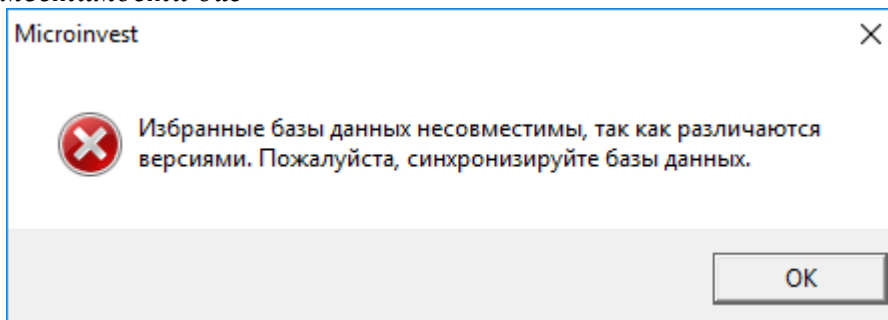 Microinvest
Избранные базы данных несовместимы, так как различаются
версиями. Пожалуйста, синхронизируйте базы данных.
OK